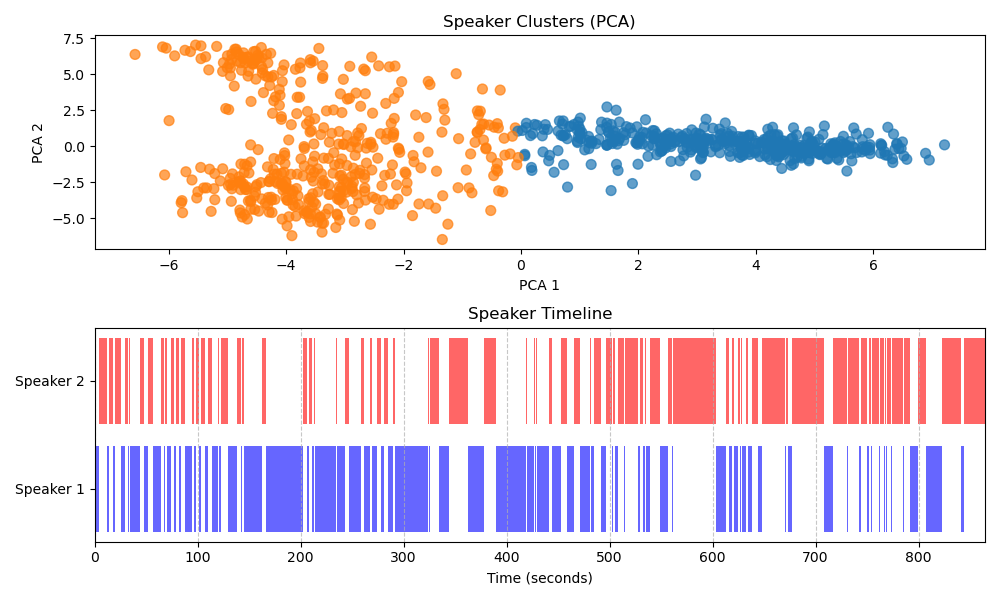 Speaker Clusters (PCA)
7.5
5.0
2.5
0.0
−2.5
−5.0
PCA 2
−6 −4 −2 0 2 4 6
PCA 1
Speaker Timeline
Speaker 2
Speaker 1
0 100 200 300 400 500 600 700 800
Time (seconds)